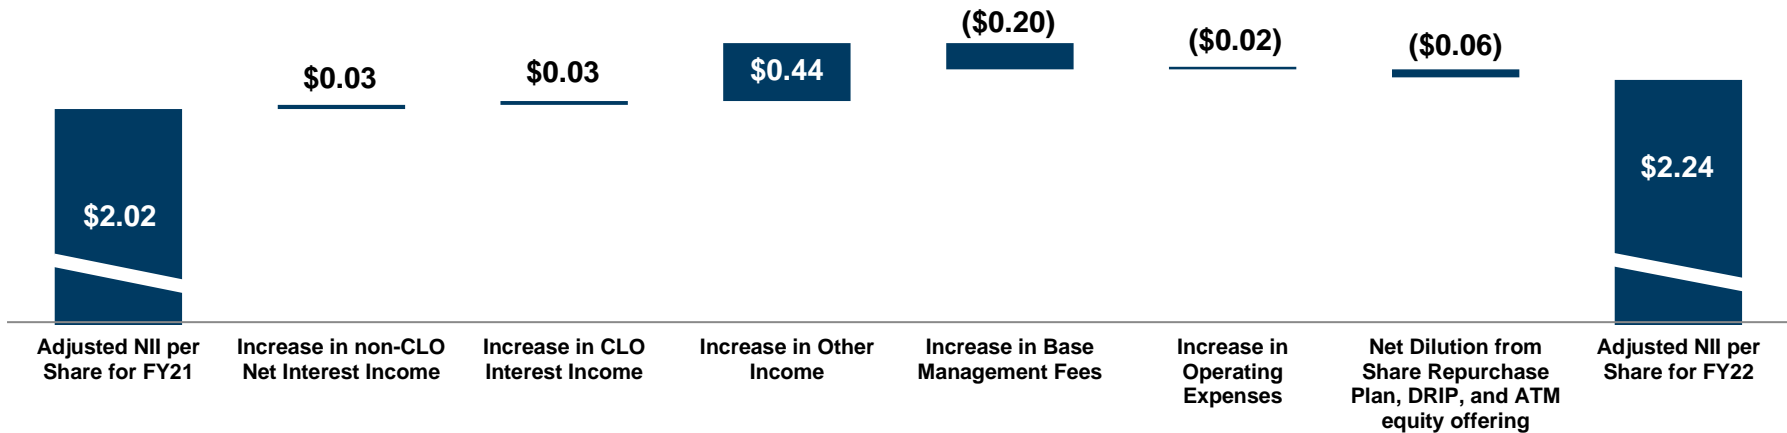 ($0.20)
($0.02)
($0.06)
$0.03
$0.03
$0.44
$2.02
$2.24
Adjusted NII per
Share for FY21
Increase in non-CLO
Net Interest Income
Increase in CLO
Interest Income
Increase in Other
Income
Increase in Base
Management Fees
Increase in
Operating
Expenses
Net Dilution from
Share Repurchase
Plan, DRIP, and ATM
equity offering
Adjusted NII per
Share for FY22